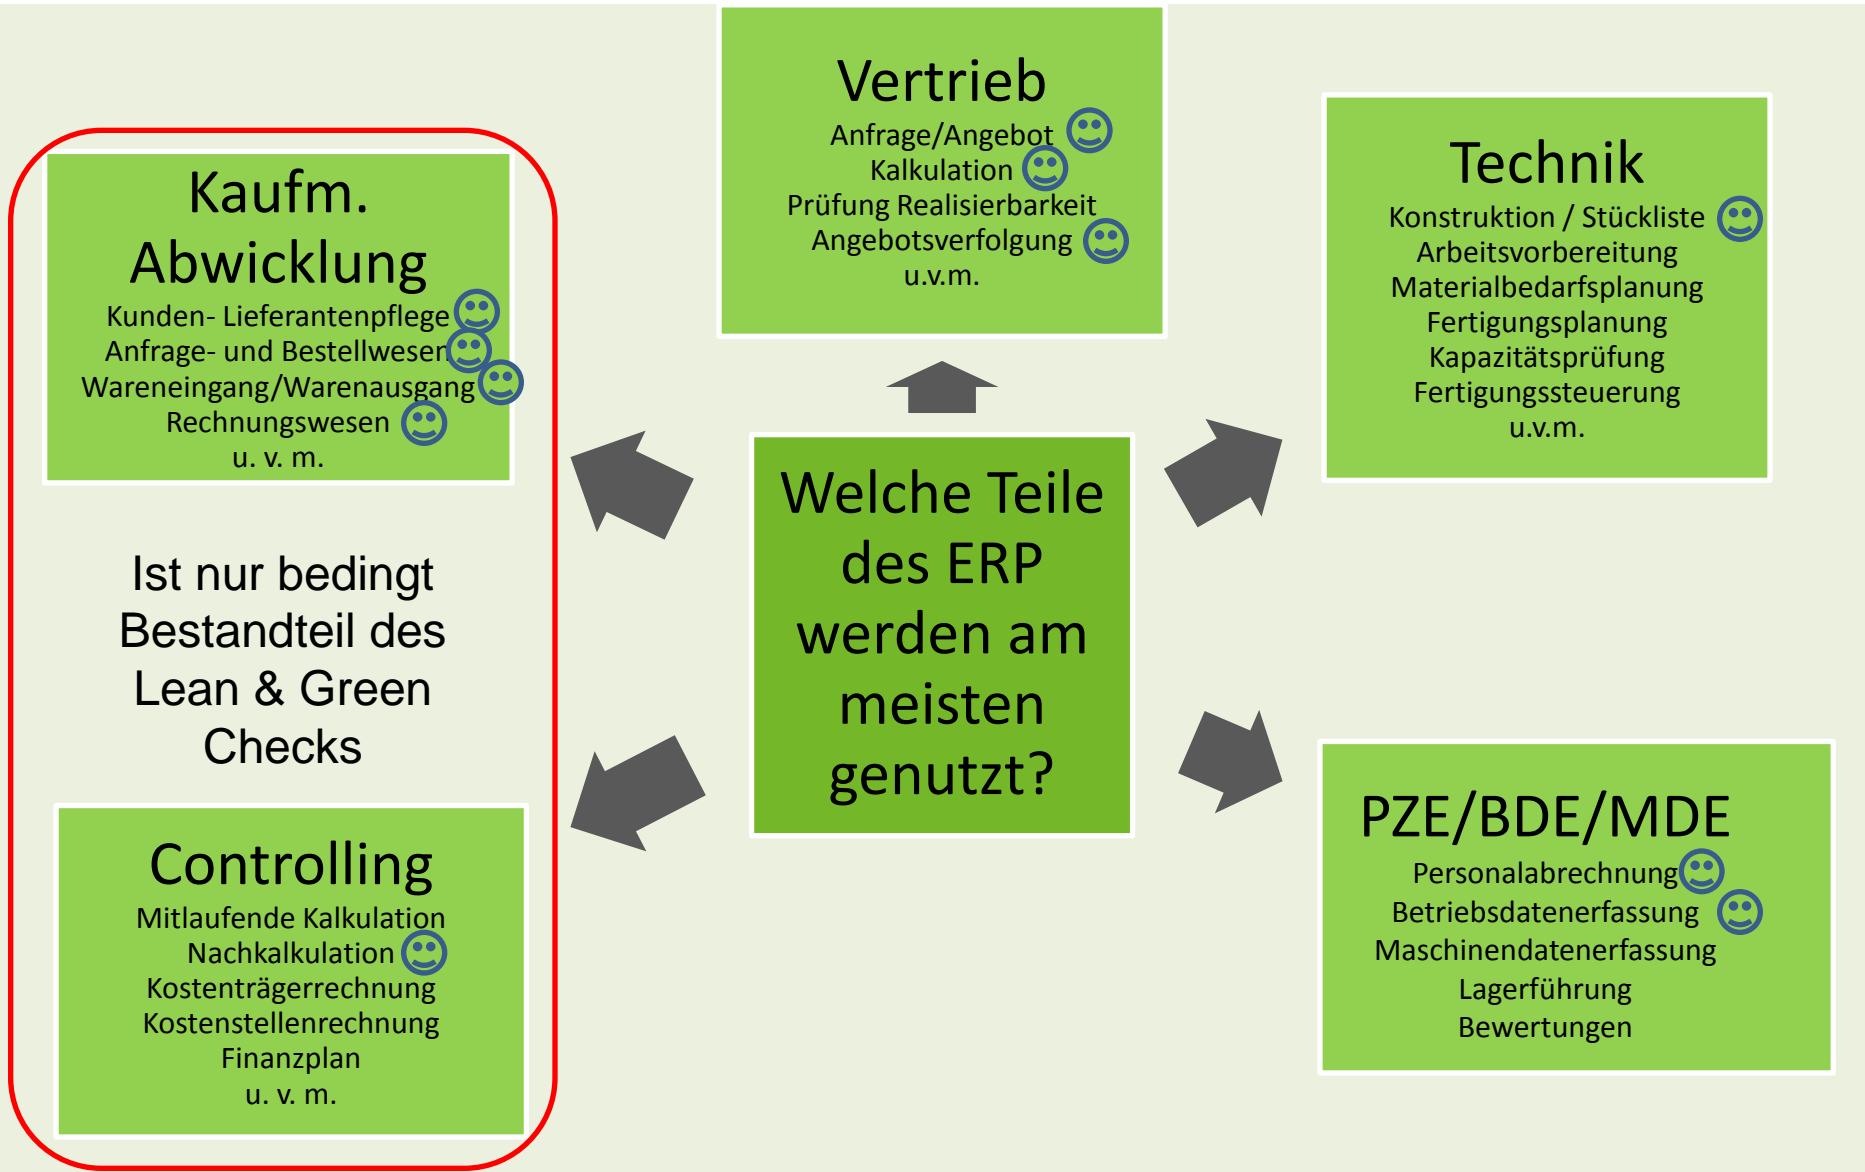 Vertrieb
Anfrage/Angebot
Kalkulation
Prüfung Realisierbarkeit
Angebotsverfolgung
u.v.m.
Kaufm.
Abwicklung
Kunden- Lieferantenpflege
Anfrage- und Bestellwesen
Wareneingang/Warenausgang
Rechnungswesen
u. v. m.
Technik
Konstruktion / Stückliste
Arbeitsvorbereitung
Materialbedarfsplanung
Fertigungsplanung
Kapazitätsprüfung
Fertigungssteuerung
u.v.m.
Welche Teile
des ERP
werden am
meisten
genutzt?
Ist nur bedingt
Bestandteil des
Lean & Green
Checks
Controlling
Mitlaufende Kalkulation
Nachkalkulation
Kostenträgerrechnung
Kostenstellenrechnung
Finanzplan
u. v. m.
PZE/BDE/MDE
Personalabrechnung
Betriebsdatenerfassung
Maschinendatenerfassung
Lagerführung
Bewertungen